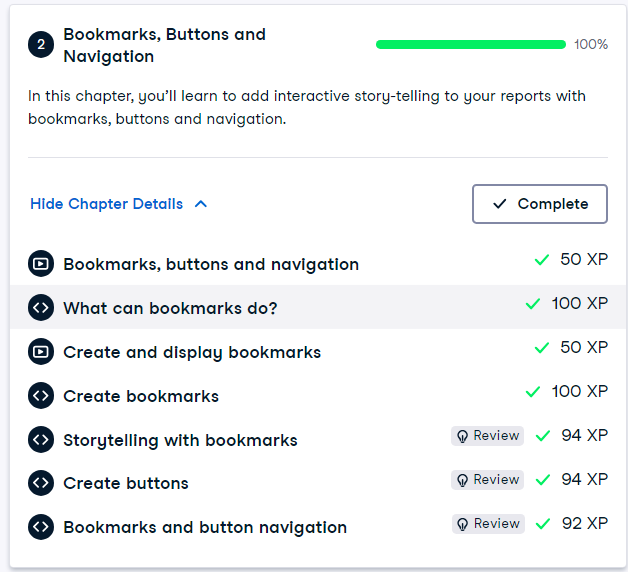 2
Bookmarks, Buttons and
Navigation
100%
In this chapter, you'll learn to add interactive story-telling to your reports with
bookmarks, buttons and navigation.
Hide Chapter Details
Complete
Bookmarks, buttons and navigation 50 XP
What can bookmarks do? 100 XP
Create and display bookmarks 50 XP
Create bookmarks 100 XP
Storytelling with bookmarks Review 94 XP
Create buttons Review 94 XP
Bookmarks and button navigation Review 92 XP